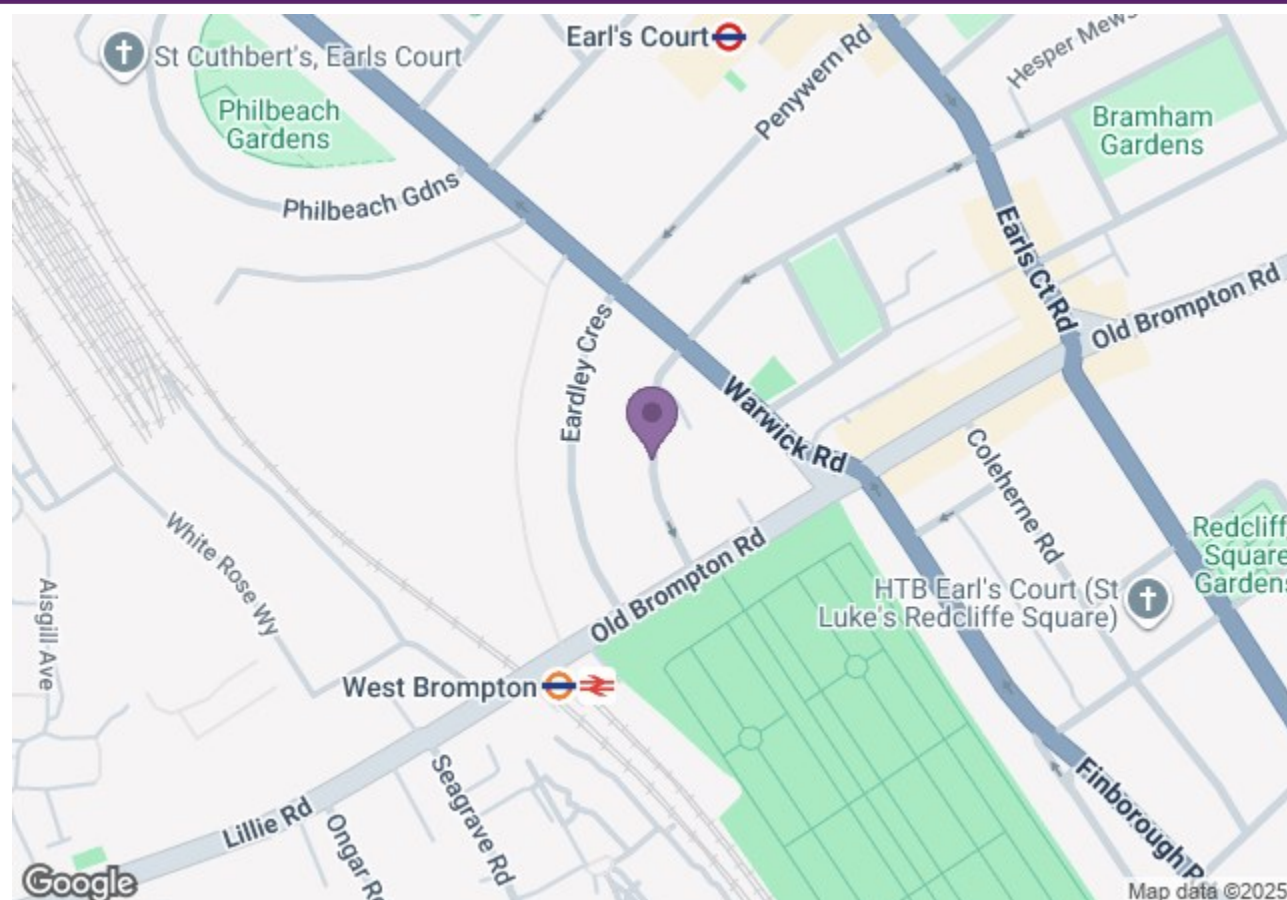 Earl's Court
St Cuthbert's, Earls Court
Penywern Rd
Hesper Mews
Philbeach
Gardens
Bramham
Gardens
Philbeach Gdns
Earls Ct Rd
Old Brompton Rd
Eardley Cres
Warwick Rd
Coleherne Rd
White Rose Wy
Old Brompton Rd
Redcliff
Square
Gardens
HTB Earl's Court (St
Luke's Redcliffe Square)
Aisgill Ave
West Brompton
Seagrave Rd
Finborough R
Lillie Rd
Ongar R
Google
Map data ©2025